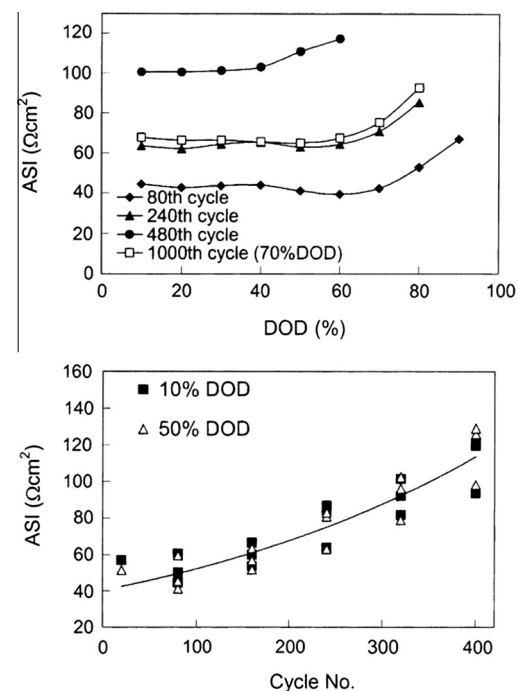 120
100
80
60
40
20
0
ASI (Ωcm²)
80th cycle
240th cycle
480th cycle
1000th cycle (70%DOD)
0 20 40 60 80 100
DOD (%)
160
140
120
100
80
60
40
20
ASI (Ωcm²)
10% DOD
50% DOD
0 100 200 300 400
Cycle No.